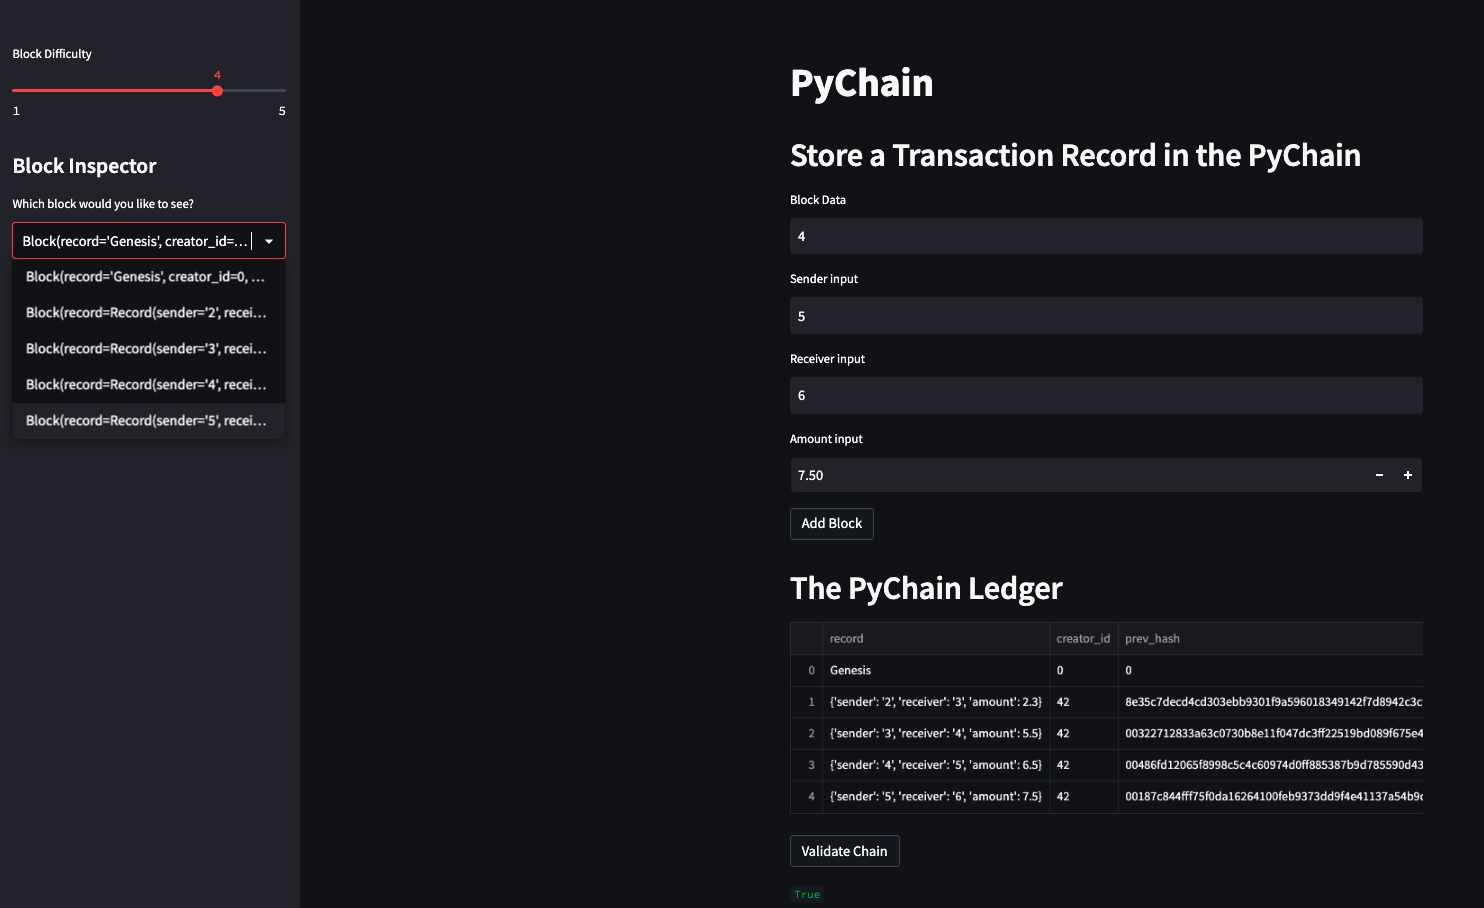 Block Difficulty
4
1 5
Block Inspector
Which block would you like to see?
Block(record='Genesis', creator_id=...
Block(record='Genesis', creator_id=0, ...
Block(record=Record(sender='2', recei...
Block(record=Record(sender='3', recei...
Block(record=Record(sender='4', recei...
Block(record=Record(sender='5', recei...
PyChain
Store a Transaction Record in the PyChain
Block Data
4
Sender input
5
Receiver input
6
Amount input
7.50 - +
Add Block
The PyChain Ledger
record creator_id prev_hash
0 Genesis 0 0
1 {'sender': '2', 'receiver': '3', 'amount': 2.3} 42 8e35c7decd4cd303ebb9301f9a596018349142f7d8942c3c
2 {'sender': '3', 'receiver': '4', 'amount': 5.5} 42 00322712833a63c0730b8e11f047dc3ff22519bd089f675e4
3 {'sender': '4', 'receiver': '5', 'amount': 6.5} 42 00486fd12065f8998c5c4c60974d0ff885387b9d785590d43
4 {'sender': '5', 'receiver': '6', 'amount': 7.5} 42 00187c844fff75f0da16264100feb9373dd9f4e41137a54b9
Validate Chain
True